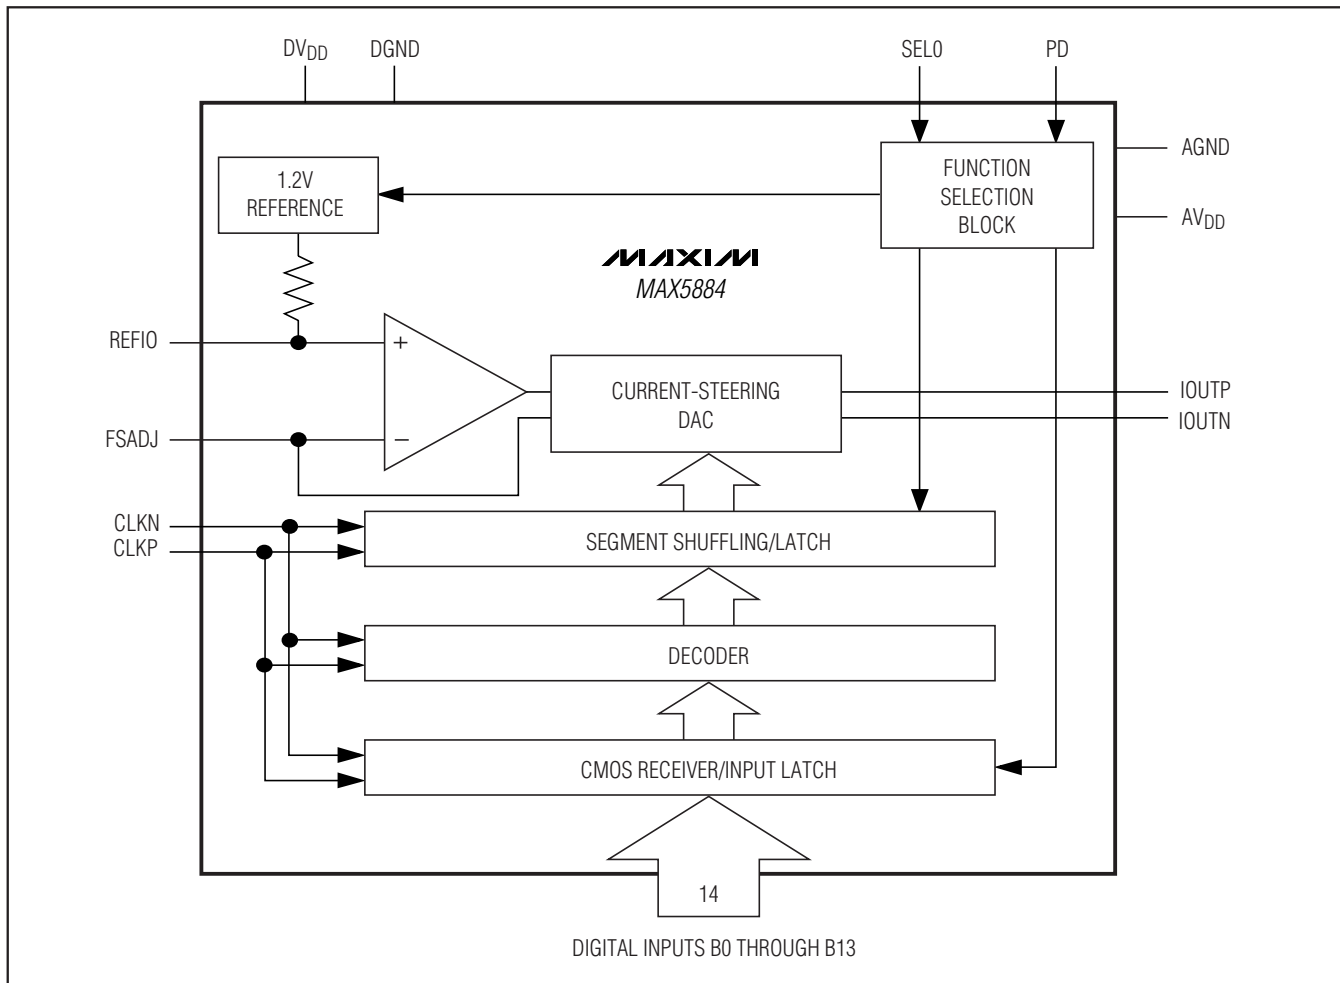 DVDD
DGND
SEL0
PD
AGND
AVDD
1.2V
REFERENCE
FUNCTION
SELECTION
BLOCK
MAXIM
MAX5884
REFIO
+
CURRENT-STEERING
DAC
IOUTP
IOUTN
FSADJ
−
CLKN
CLKP
SEGMENT SHUFFLING/LATCH
DECODER
CMOS RECEIVER/INPUT LATCH
14
DIGITAL INPUTS B0 THROUGH B13